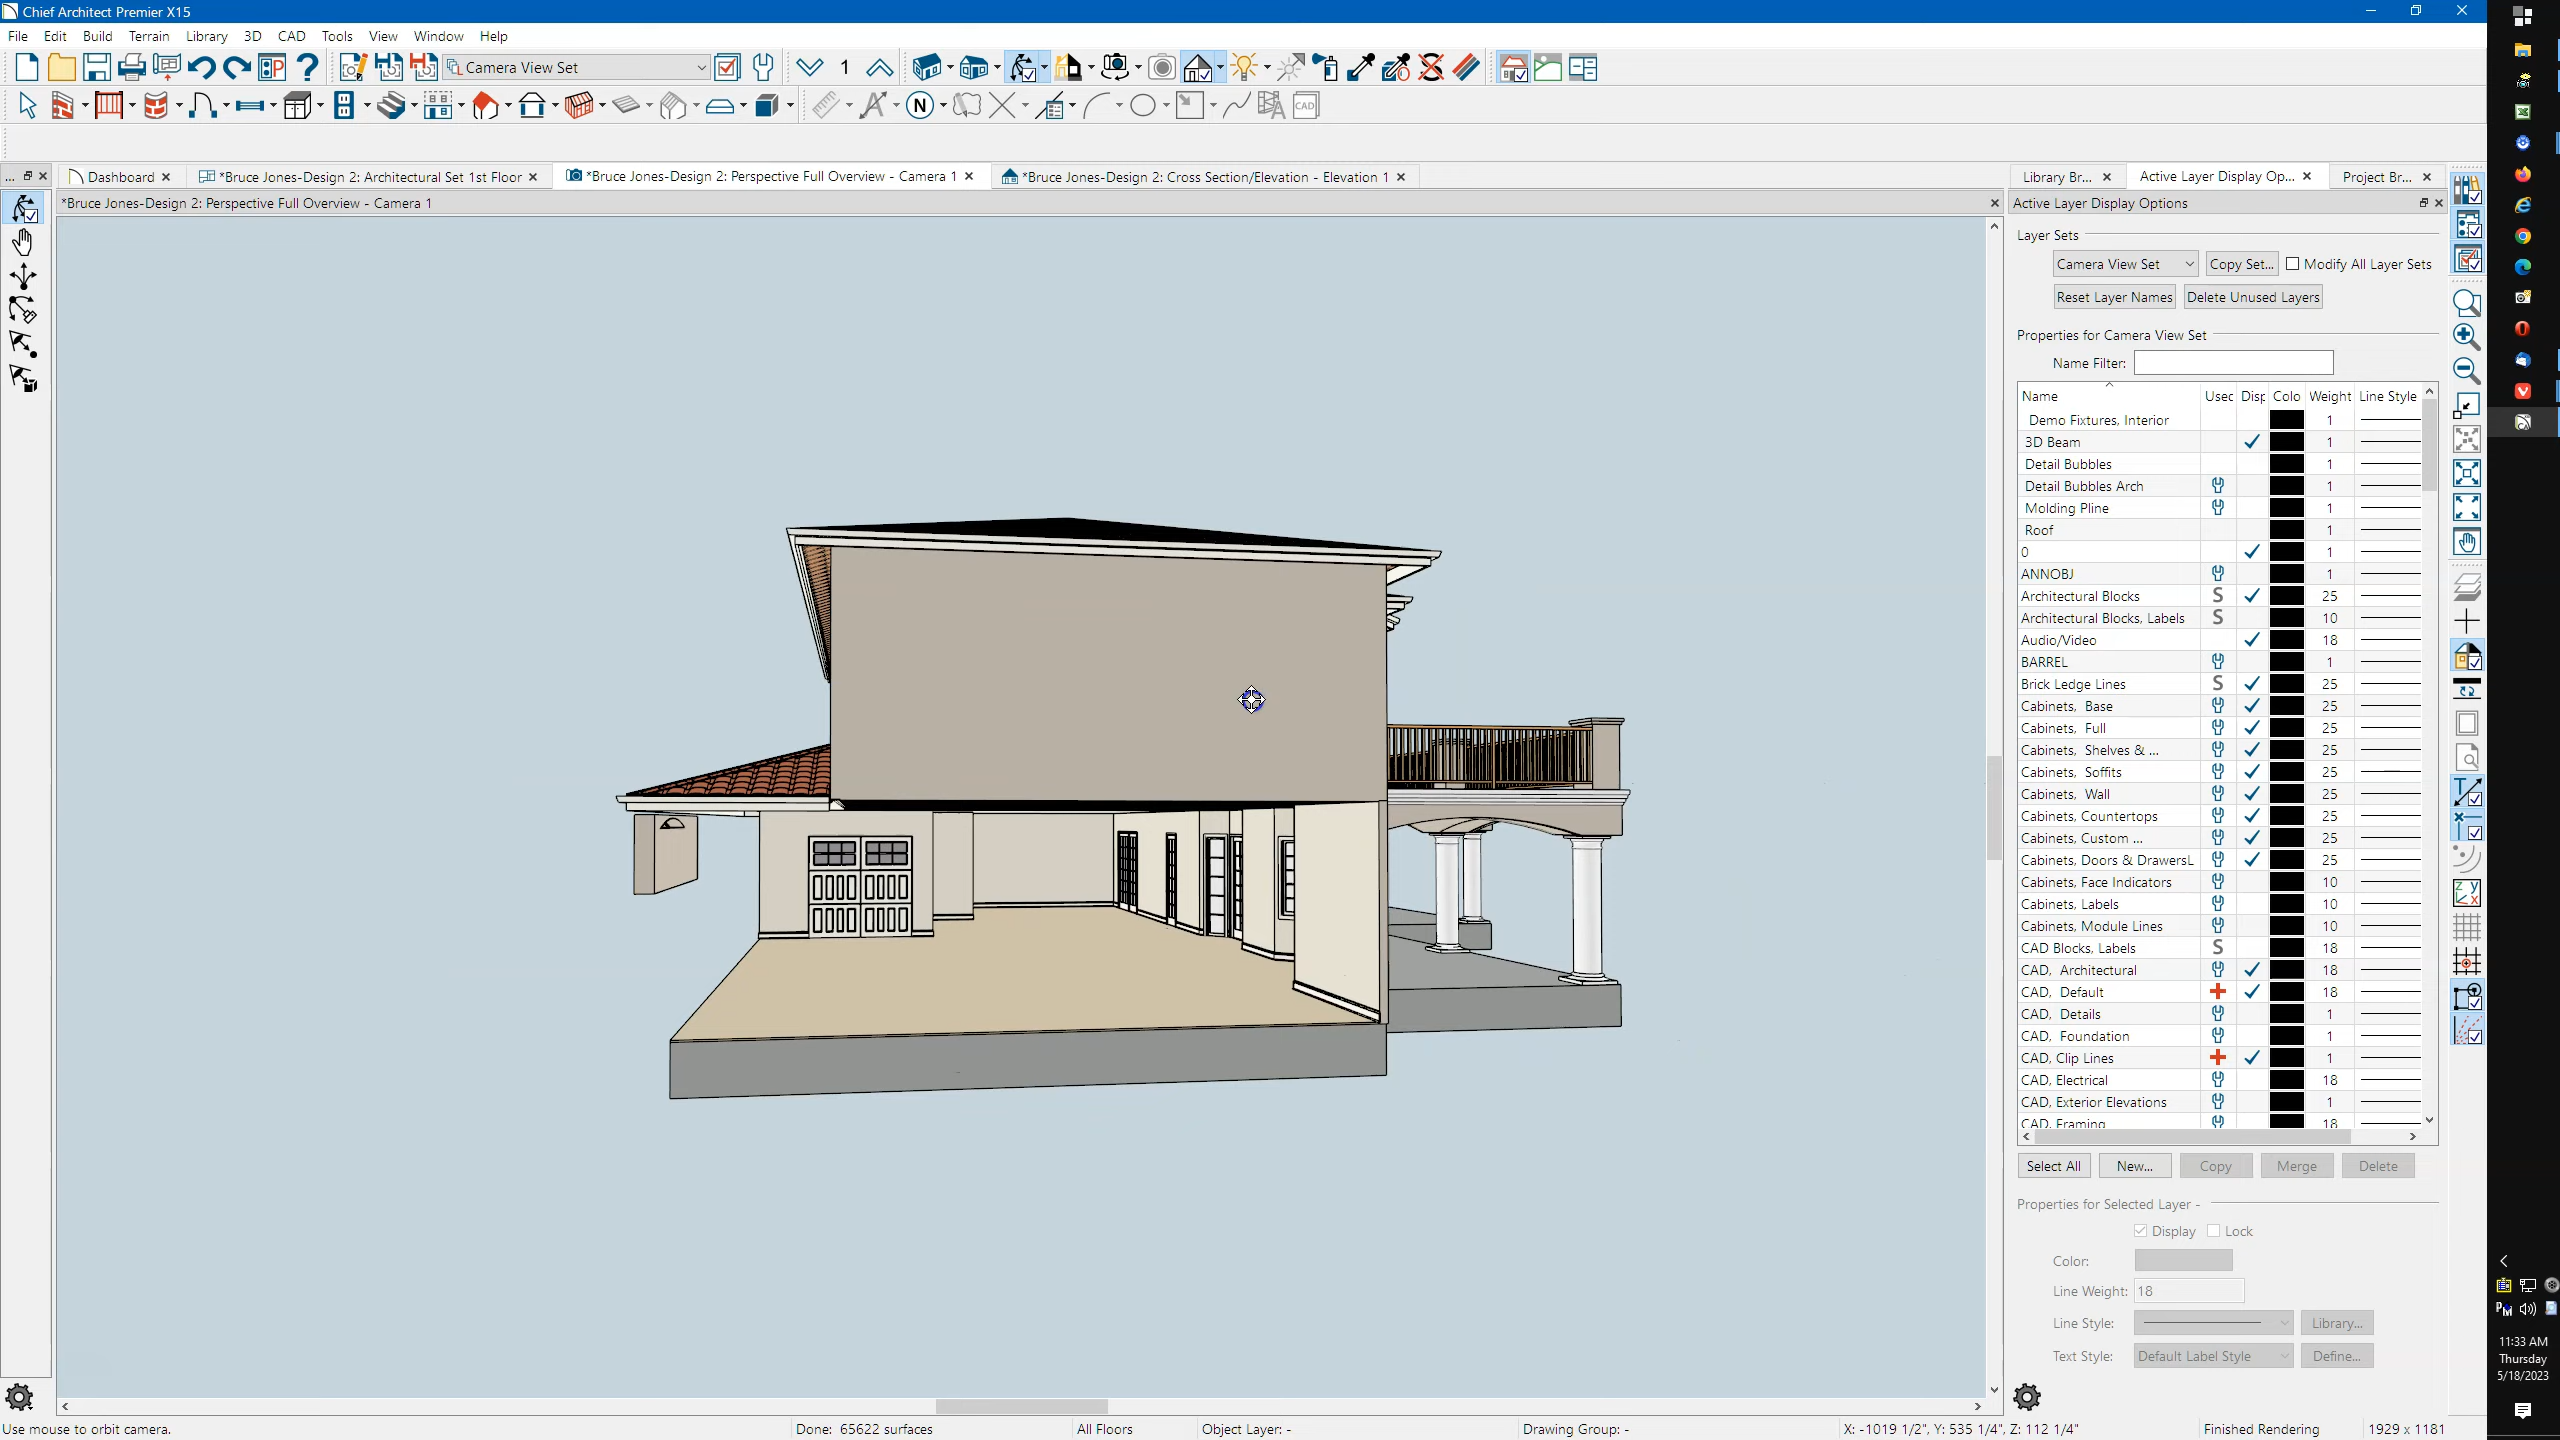 Chief Architect Premier X15
File Edit Build Terrain Library 3D CAD Tools View Window Help
Camera View Set
1
N
CAD
... Dashboard *Bruce Jones-Design 2: Architectural Set 1st Floor *Bruce Jones-Design 2: Perspective Full Overview - Camera 1 *Bruce Jones-Design 2: Cross Section/Elevation - Elevation 1
Library Br... Active Layer Display Op... Project Br...
*Bruce Jones-Design 2: Perspective Full Overview - Camera 1
Active Layer Display Options
Layer Sets
Camera View Set Copy Set... Modify All Layer Sets
Reset Layer Names Delete Unused Layers
Properties for Camera View Set
Name Filter:
Name Usec Disp Colo Weight Line Style
Demo Fixtures, Interior 1
3D Beam 1
Detail Bubbles 1
Detail Bubbles Arch 1
Molding Pline 1
Roof 1
0 1
ANNOBJ 1
Architectural Blocks S 25
Architectural Blocks, Labels S 10
Audio/Video 18
BARREL 1
Brick Ledge Lines S 25
Cabinets, Base 25
Cabinets, Full 25
Cabinets, Shelves & ... 25
Cabinets, Soffits 25
Cabinets, Wall 25
Cabinets, Countertops 25
Cabinets, Custom ... 25
Cabinets, Doors & DrawersL 25
Cabinets, Face Indicators 10
Cabinets, Labels 10
Cabinets, Module Lines 10
CAD Blocks, Labels S 18
CAD, Architectural 18
CAD, Default 18
CAD, Details 1
CAD, Foundation 1
CAD, Clip Lines 1
CAD, Electrical 18
CAD, Exterior Elevations 1
CAD, Framing 18
Select All New... Copy Merge Delete
Properties for Selected Layer -
Display Lock
Color:
Line Weight: 18
Line Style: Library...
Text Style: Default Label Style Define...
11:33 AM
Thursday
5/18/2023
Use mouse to orbit camera. Done: 65622 surfaces All Floors Object Layer: - Drawing Group: - X: -1019 1/2", Y: 535 1/4", Z: 112 1/4" Finished Rendering 1929 x 1181